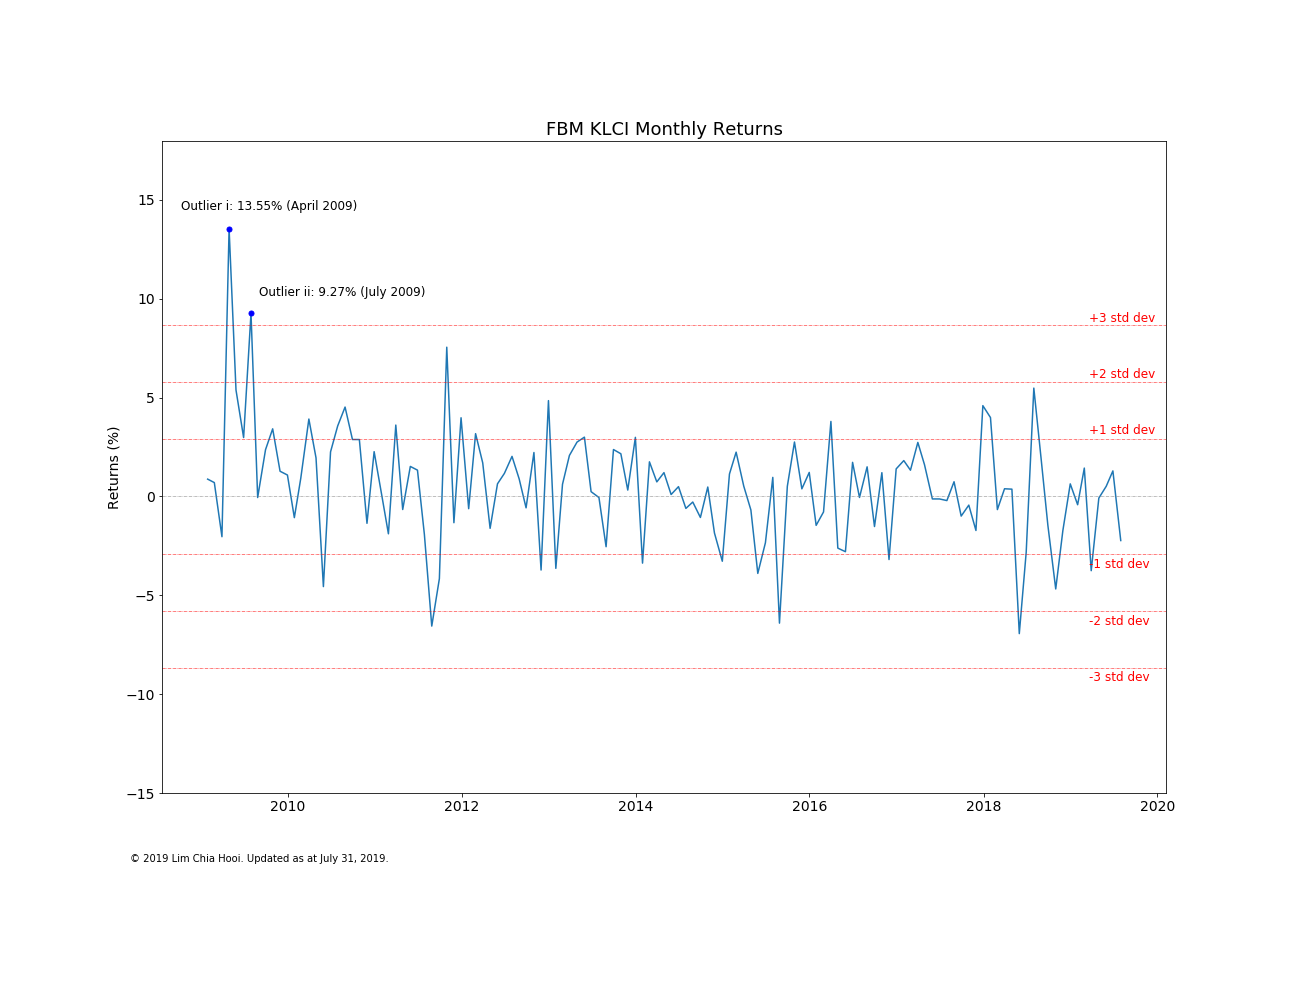 FBM KLCI Monthly Returns
15
Outlier i: 13.55% (April 2009)
Outlier ii: 9.27% (July 2009)
10
+3 std dev
+2 std dev
5
+1 std dev
Returns (%)
0
-1 std dev
−5
-2 std dev
-3 std dev
−10
−15
2010 2012 2014 2016 2018 2020
© 2019 Lim Chia Hooi. Updated as at July 31, 2019.